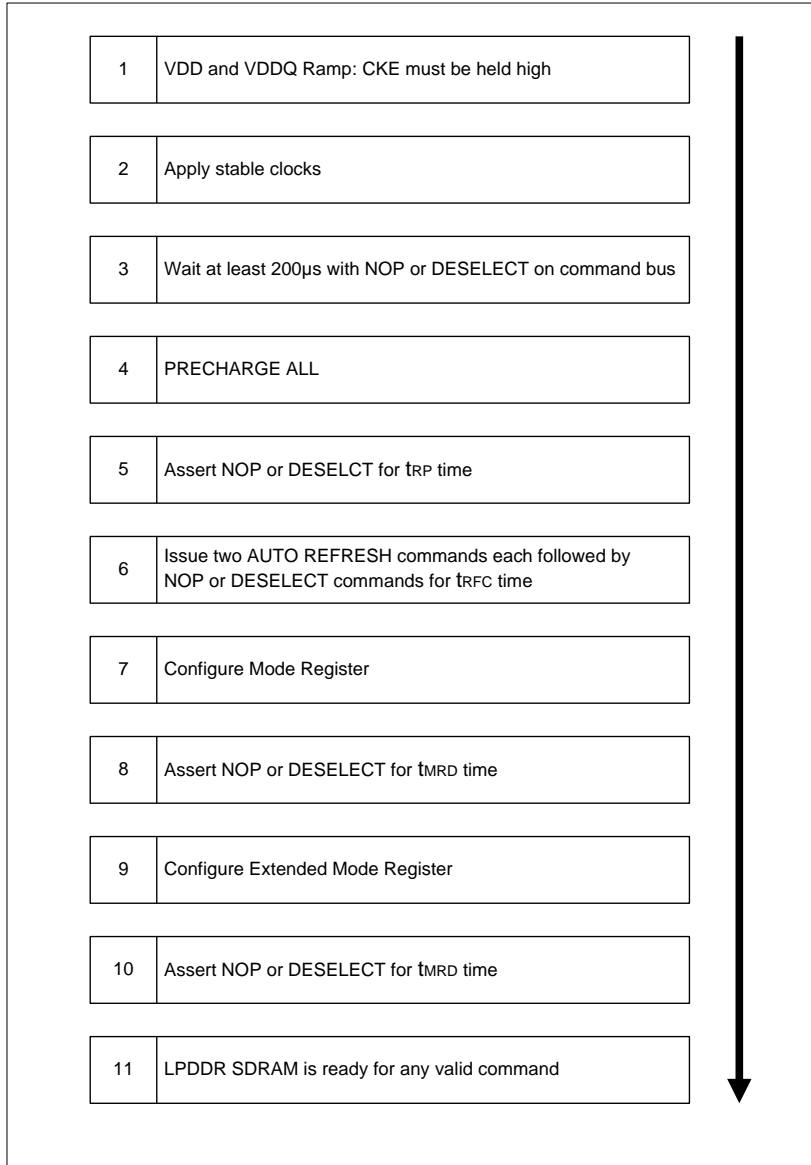 1 VDD and VDDQ Ramp: CKE must be held high
2 Apply stable clocks
3 Wait at least 200µs with NOP or DESELECT on command bus
4 PRECHARGE ALL
5 Assert NOP or DESELCT for tRP time
6 Issue two AUTO REFRESH commands each followed by
NOP or DESELECT commands for tRFC time
7 Configure Mode Register
8 Assert NOP or DESELECT for tMRD time
9 Configure Extended Mode Register
10 Assert NOP or DESELECT for tMRD time
11 LPDDR SDRAM is ready for any valid command